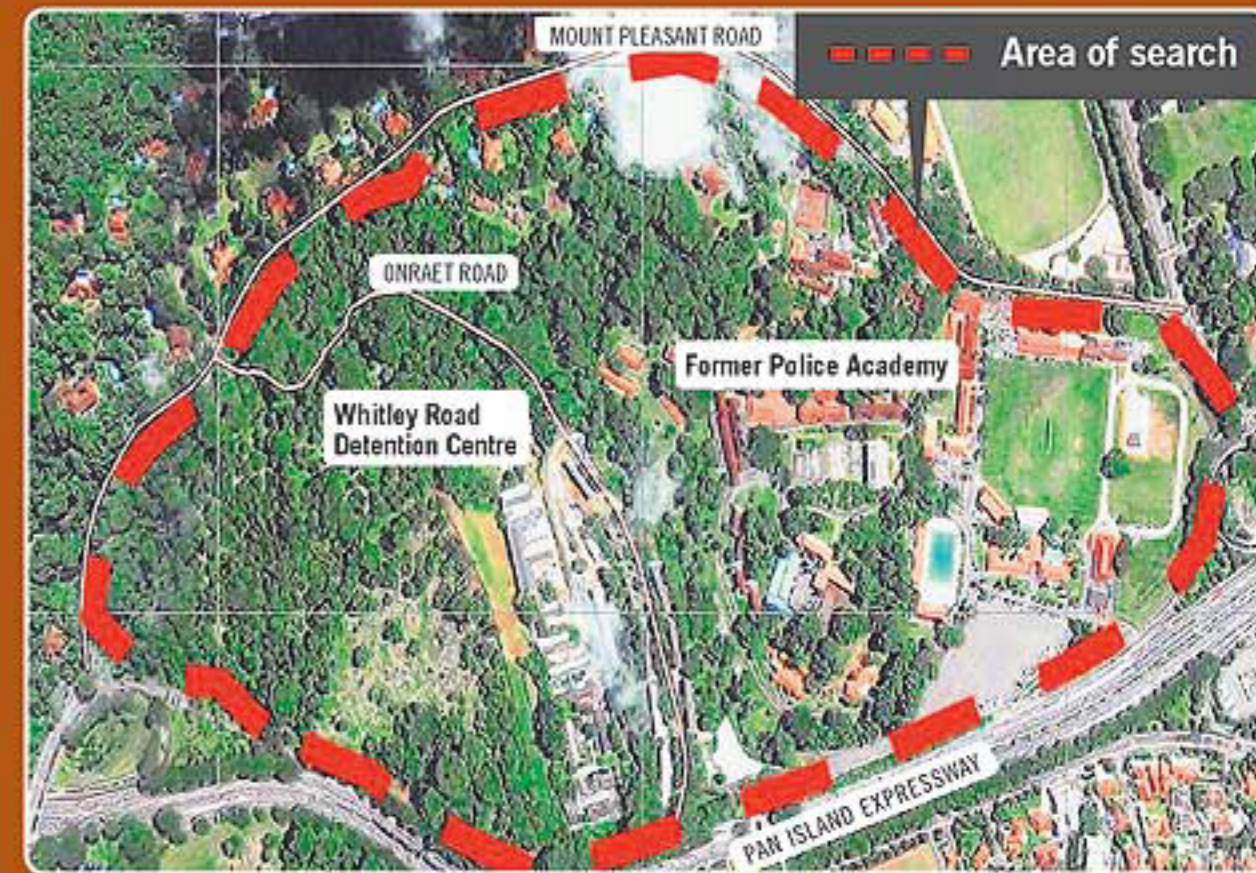 MOUNT PLEASANT ROAD
Area of search
ONRAET ROAD
Former Police Academy
Whitley Road
Detention Centre
PAN ISLAND EXPRESSWAY